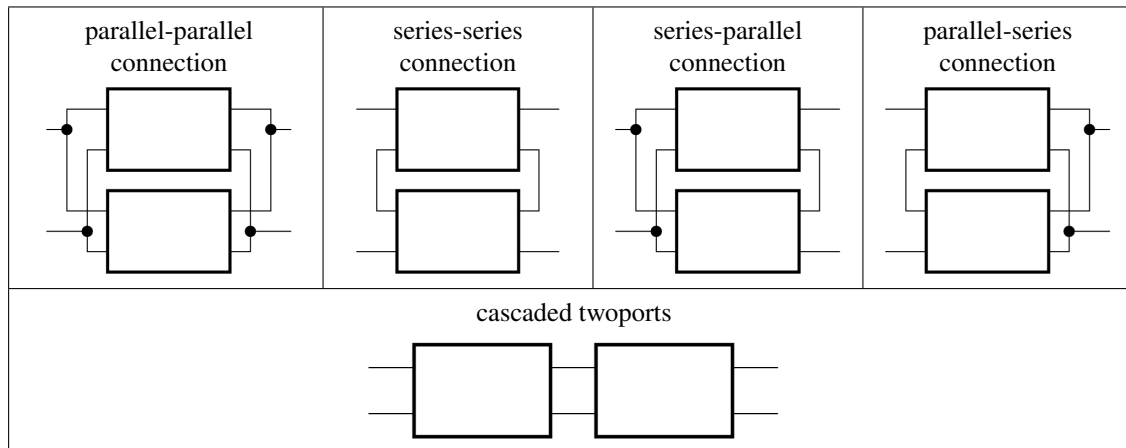 parallel-parallel
connection
series-series
connection
series-parallel
connection
parallel-series
connection
cascaded twoports